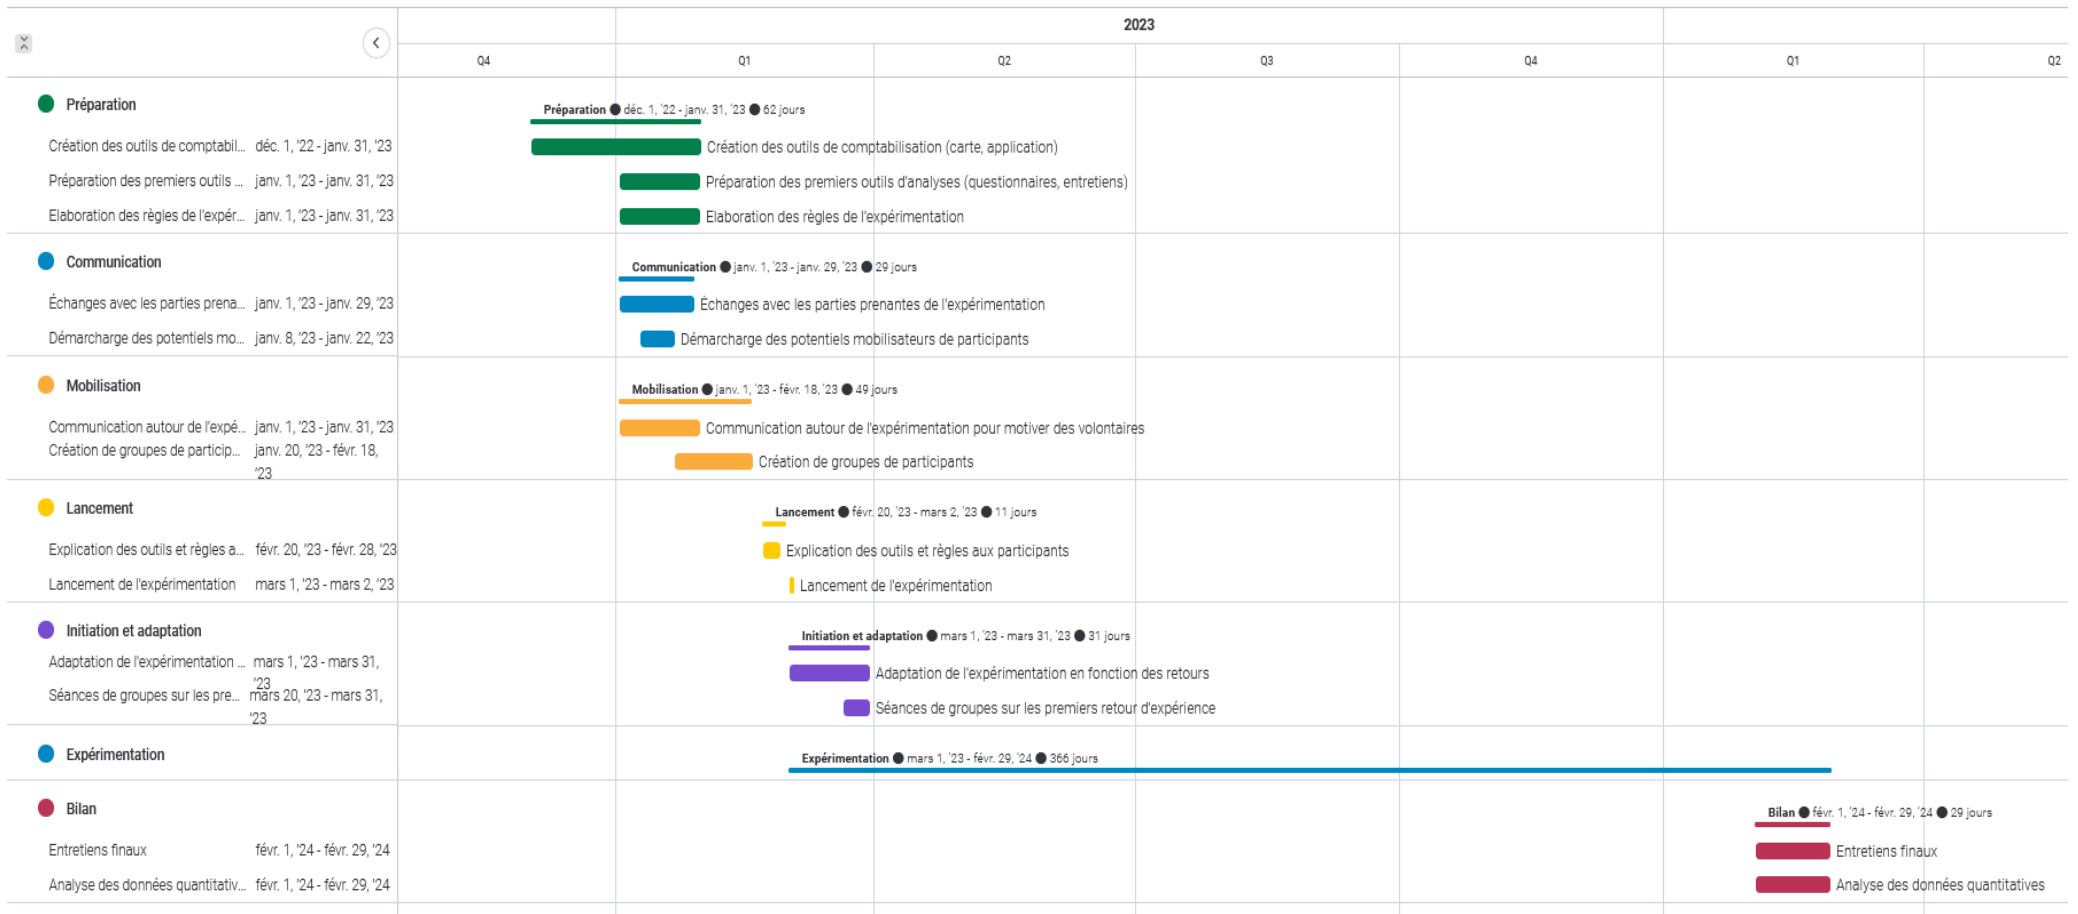 2023
Q4 Q1 Q2 Q3 Q4 Q1 Q2
Préparation
Préparation ● déc. 1, '22 - janv. 31, '23 ● 62 jours
Création des outils de comptabil... déc. 1, '22 - janv. 31, '23 Création des outils de comptabilisation (carte, application)
Préparation des premiers outils ... janv. 1, '23 - janv. 31, '23 Préparation des premiers outils d'analyses (questionnaires, entretiens)
Elaboration des règles de l'expér... janv. 1, '23 - janv. 31, '23 Elaboration des règles de l'expérimentation
Communication
Communication ● janv. 1, '23 - janv. 29, '23 ● 29 jours
Échanges avec les parties prena... janv. 1, '23 - janv. 29, '23 Échanges avec les parties prenantes de l'expérimentation
Démarcharge des potentiels mo... janv. 8, '23 - janv. 22, '23 Démarcharge des potentiels mobilisateurs de participants
Mobilisation
Mobilisation ● janv. 1, '23 - févr. 18, '23 ● 49 jours
Communication autour de l'expé... janv. 1, '23 - janv. 31, '23 Communication autour de l'expérimentation pour motiver des volontaires
Création de groupes de particip... janv. 20, '23 - févr. 18, '23 Création de groupes de participants
Lancement
Lancement ● févr. 20, '23 - mars 2, '23 ● 11 jours
Explication des outils et règles a... févr. 20, '23 - févr. 28, '23 Explication des outils et règles aux participants
Lancement de l'expérimentation mars 1, '23 - mars 2, '23 Lancement de l'expérimentation
Initiation et adaptation
Initiation et adaptation ● mars 1, '23 - mars 31, '23 ● 31 jours
Adaptation de l'expérimentation ... mars 1, '23 - mars 31, '23 Adaptation de l'expérimentation en fonction des retours
Séances de groupes sur les pre... mars 20, '23 - mars 31, '23 Séances de groupes sur les premiers retour d'expérience
Expérimentation
Expérimentation ● mars 1, '23 - févr. 29, '24 ● 366 jours
Bilan
Bilan ● févr. 1, '24 - févr. 29, '24 ● 29 jours
Entretiens finaux févr. 1, '24 - févr. 29, '24 Entretiens finaux
Analyse des données quantitativ... févr. 1, '24 - févr. 29, '24 Analyse des données quantitatives